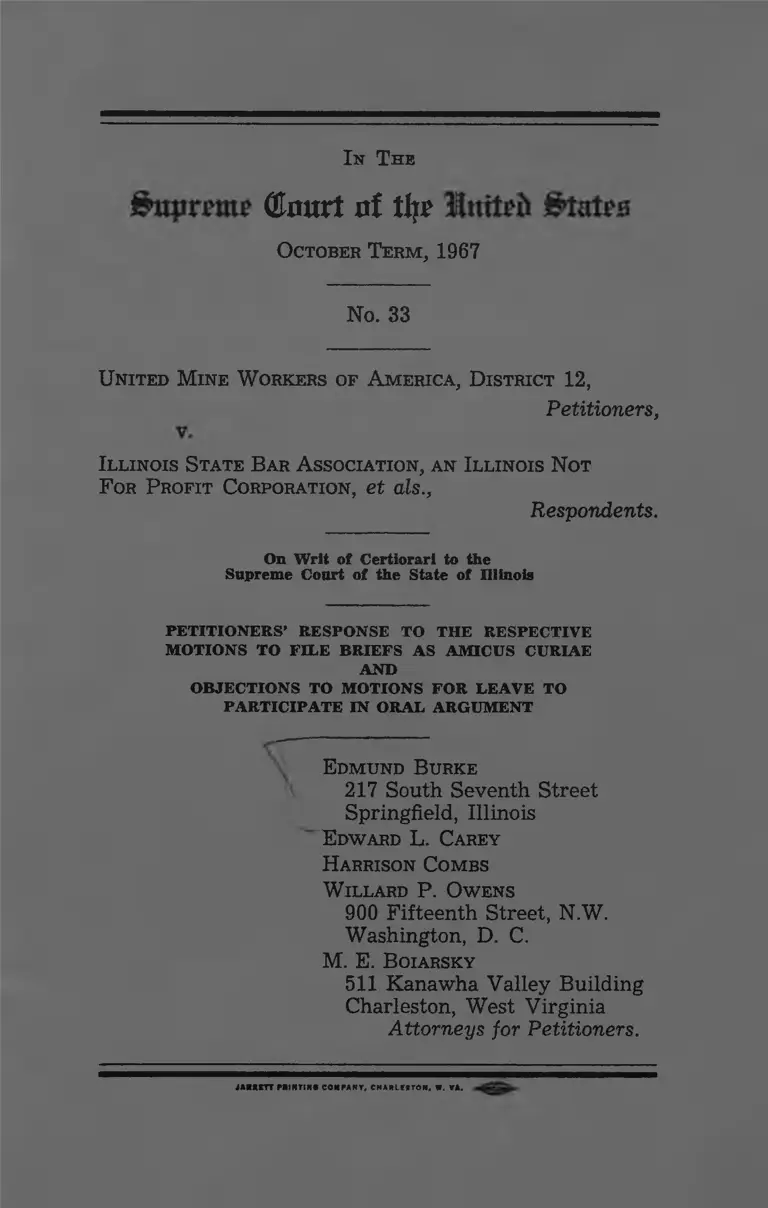 In The
Supreme Court of the United States
October Term, 1967
No. 33
United Mine Workers of America, District 12,
Petitioners,
v.
Illinois State Bar Association, an Illinois Not
For Profit Corporation, et als.,
Respondents.
On Writ of Certiorari to the
Supreme Court of the State of Illinois
PETITIONERS' RESPONSE TO THE RESPECTIVE
MOTIONS TO FILE BRIEFS AS AMICUS CURIAE
AND
OBJECTIONS TO MOTIONS FOR LEAVE TO
PARTICIPATE IN ORAL ARGUMENT
Edmund Burke
217 South Seventh Street
Springfield, Illinois
Edward L. Carey
Harrison Combs
Willard P. Owens
900 Fifteenth Street, N.W.
Washington, D. C.
M. E. Boiarsky
511 Kanawha Valley Building
Charleston, West Virginia
Attorneys for Petitioners.
JARRETT PRINTING COMPANY, CHARLESTON, W. VA.